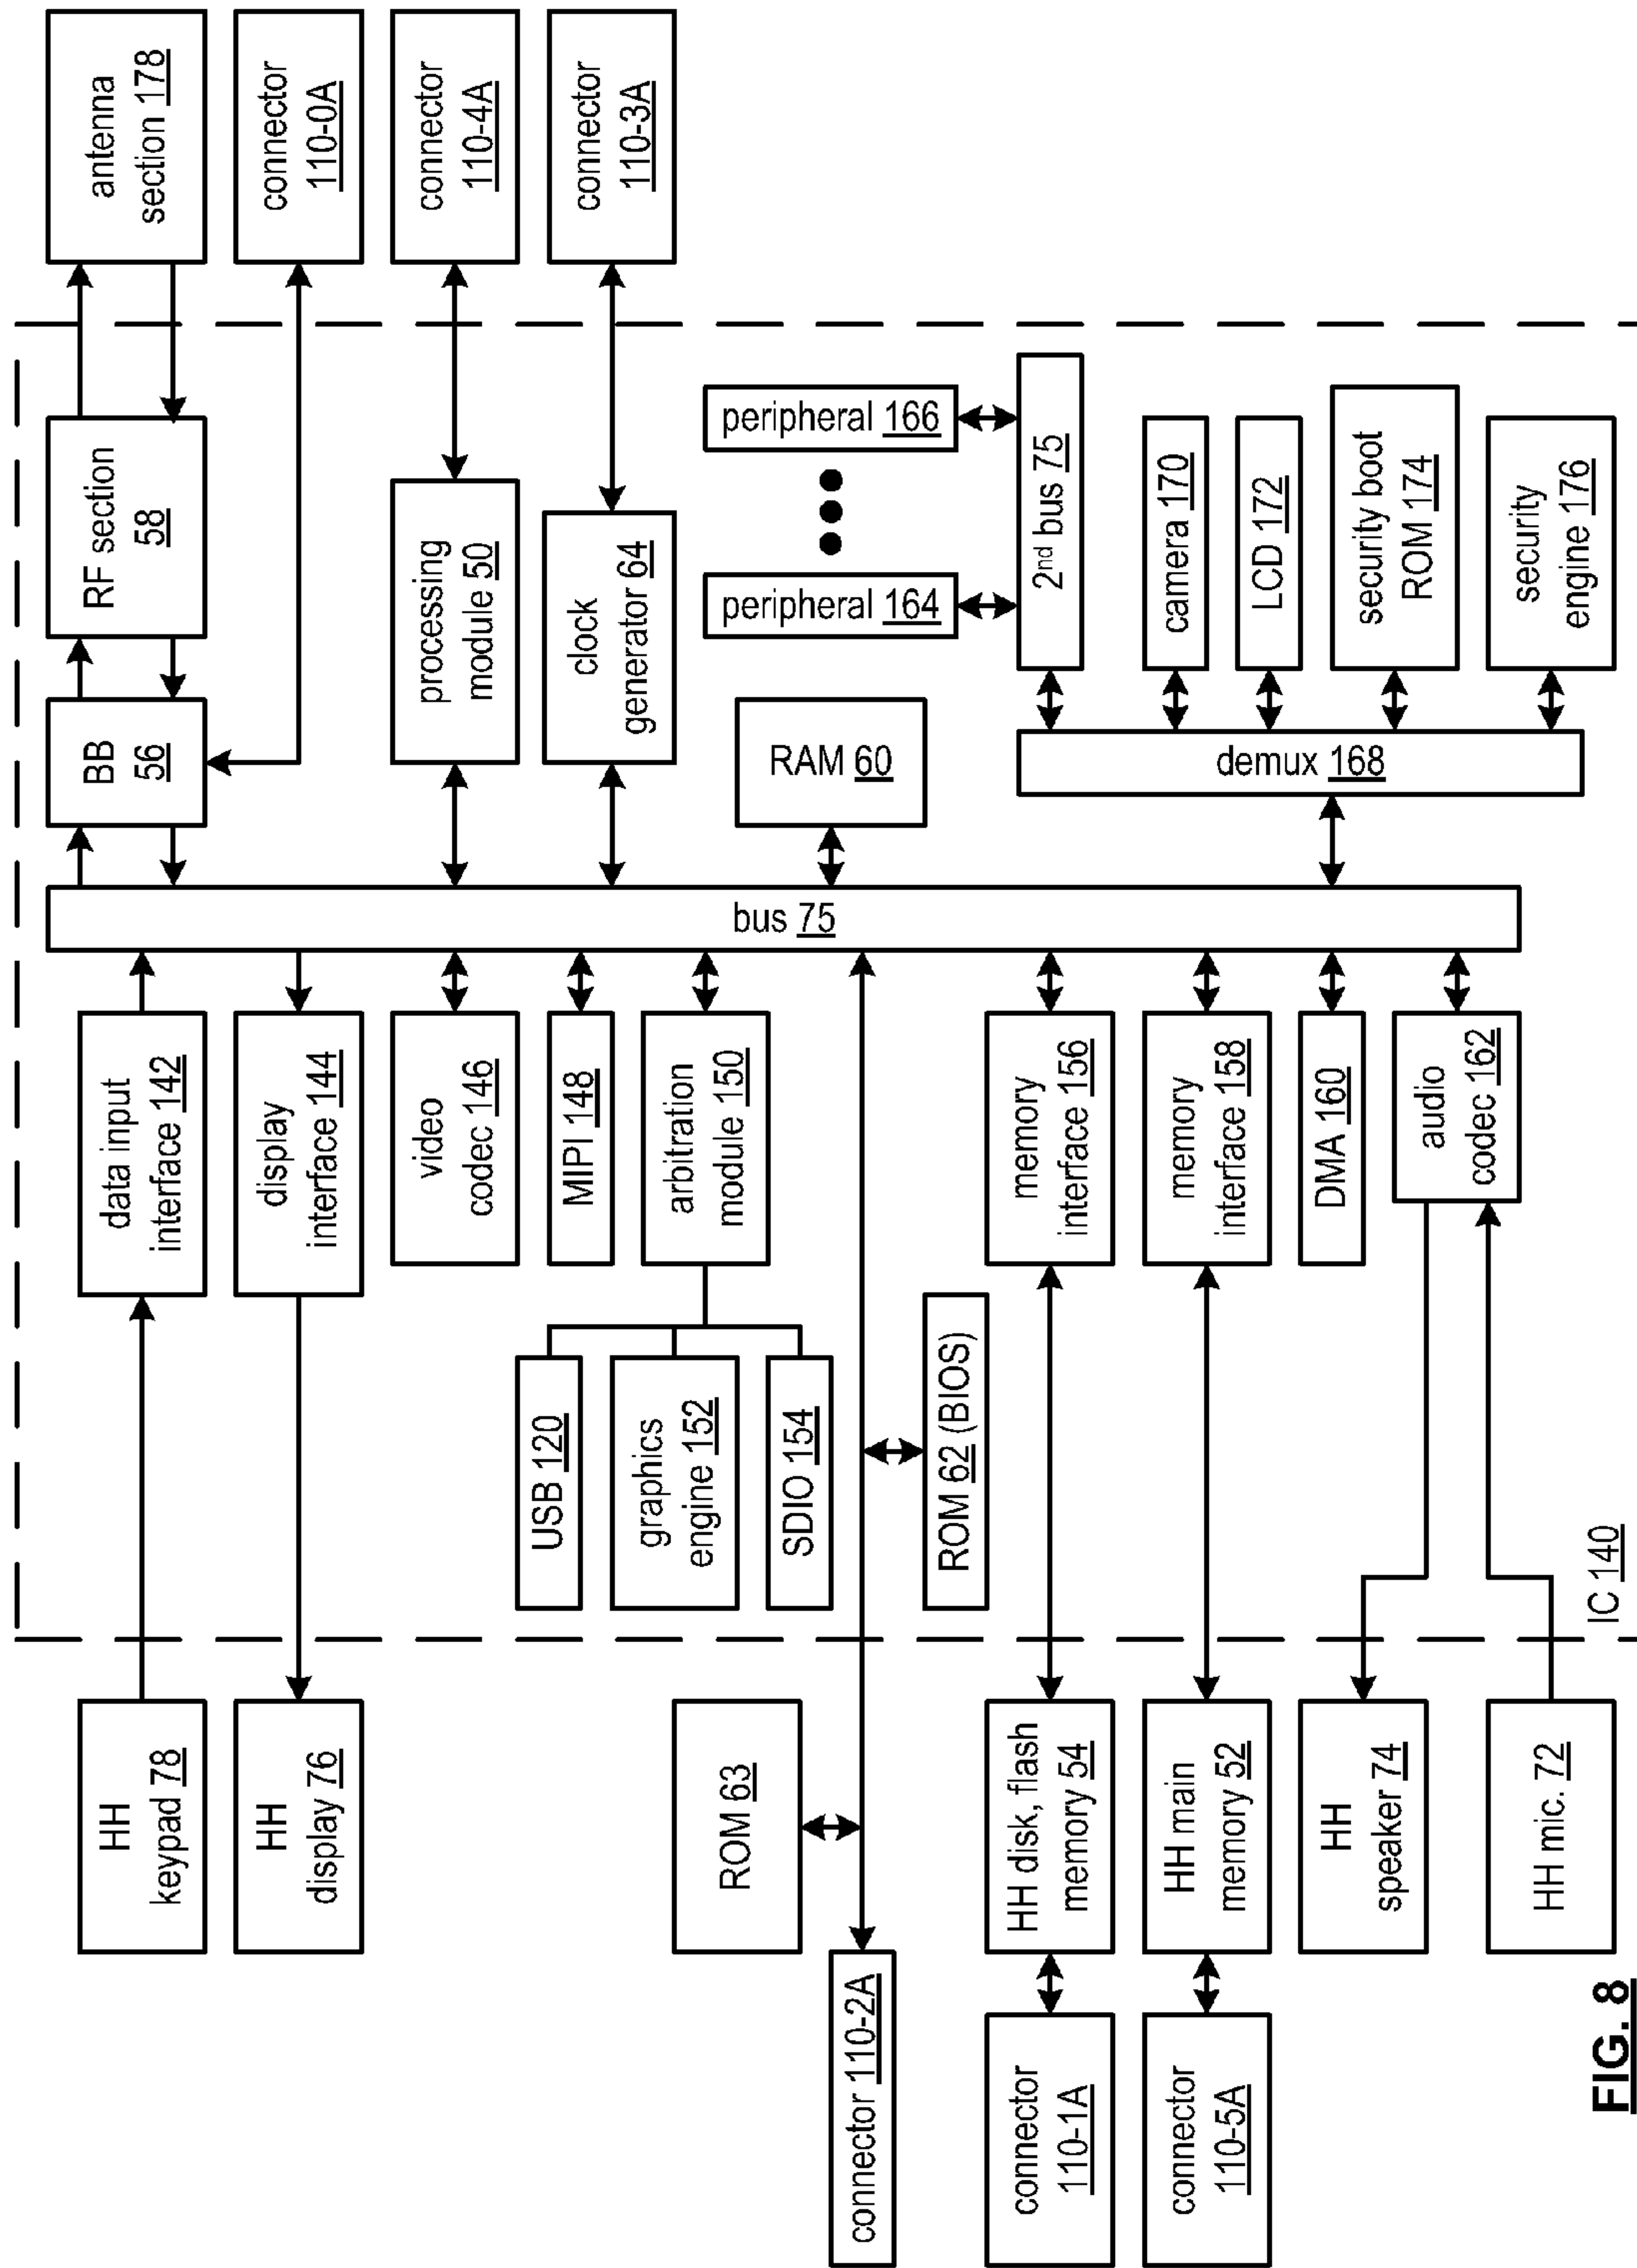 HH
keypad 78
data input
interface 142
BB
56
RF section
58
antenna
section 178
HH
display 76
display
interface 144
connector
110-0A
video
codec 146
processing
module 50
connector
110-4A
USB 120
MIPI 148
clock
generator 64
connector
110-3A
graphics
engine 152
arbitration
module 150
ROM 63
SDIO 154
bus 75
RAM 60
peripheral 164
peripheral 166
connector 110-2A
ROM 62 (BIOS)
connector
110-1A
HH disk, flash
memory 54
memory
interface 156
2nd bus 75
connector
110-5A
HH main
memory 52
memory
interface 158
demux 168
camera 170
LCD 172
HH
speaker 74
DMA 160
security boot
ROM 174
HH mic. 72
audio
codec 162
security
engine 176
IC 140
FIG. 8